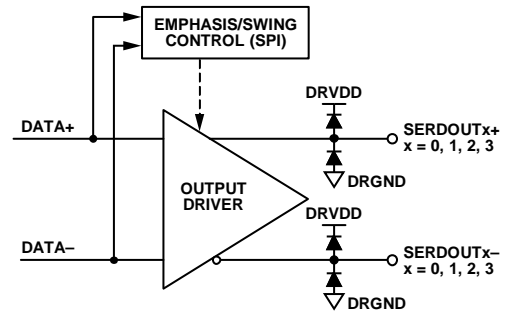 EMPHASIS/SWING
CONTROL (SPI)
DATA+
DATA–
OUTPUT
DRIVER
DRVDD
SERDOUTx+
x = 0, 1, 2, 3
DRGND
DRVDD
SERDOUTx–
x = 0, 1, 2, 3
DRGND